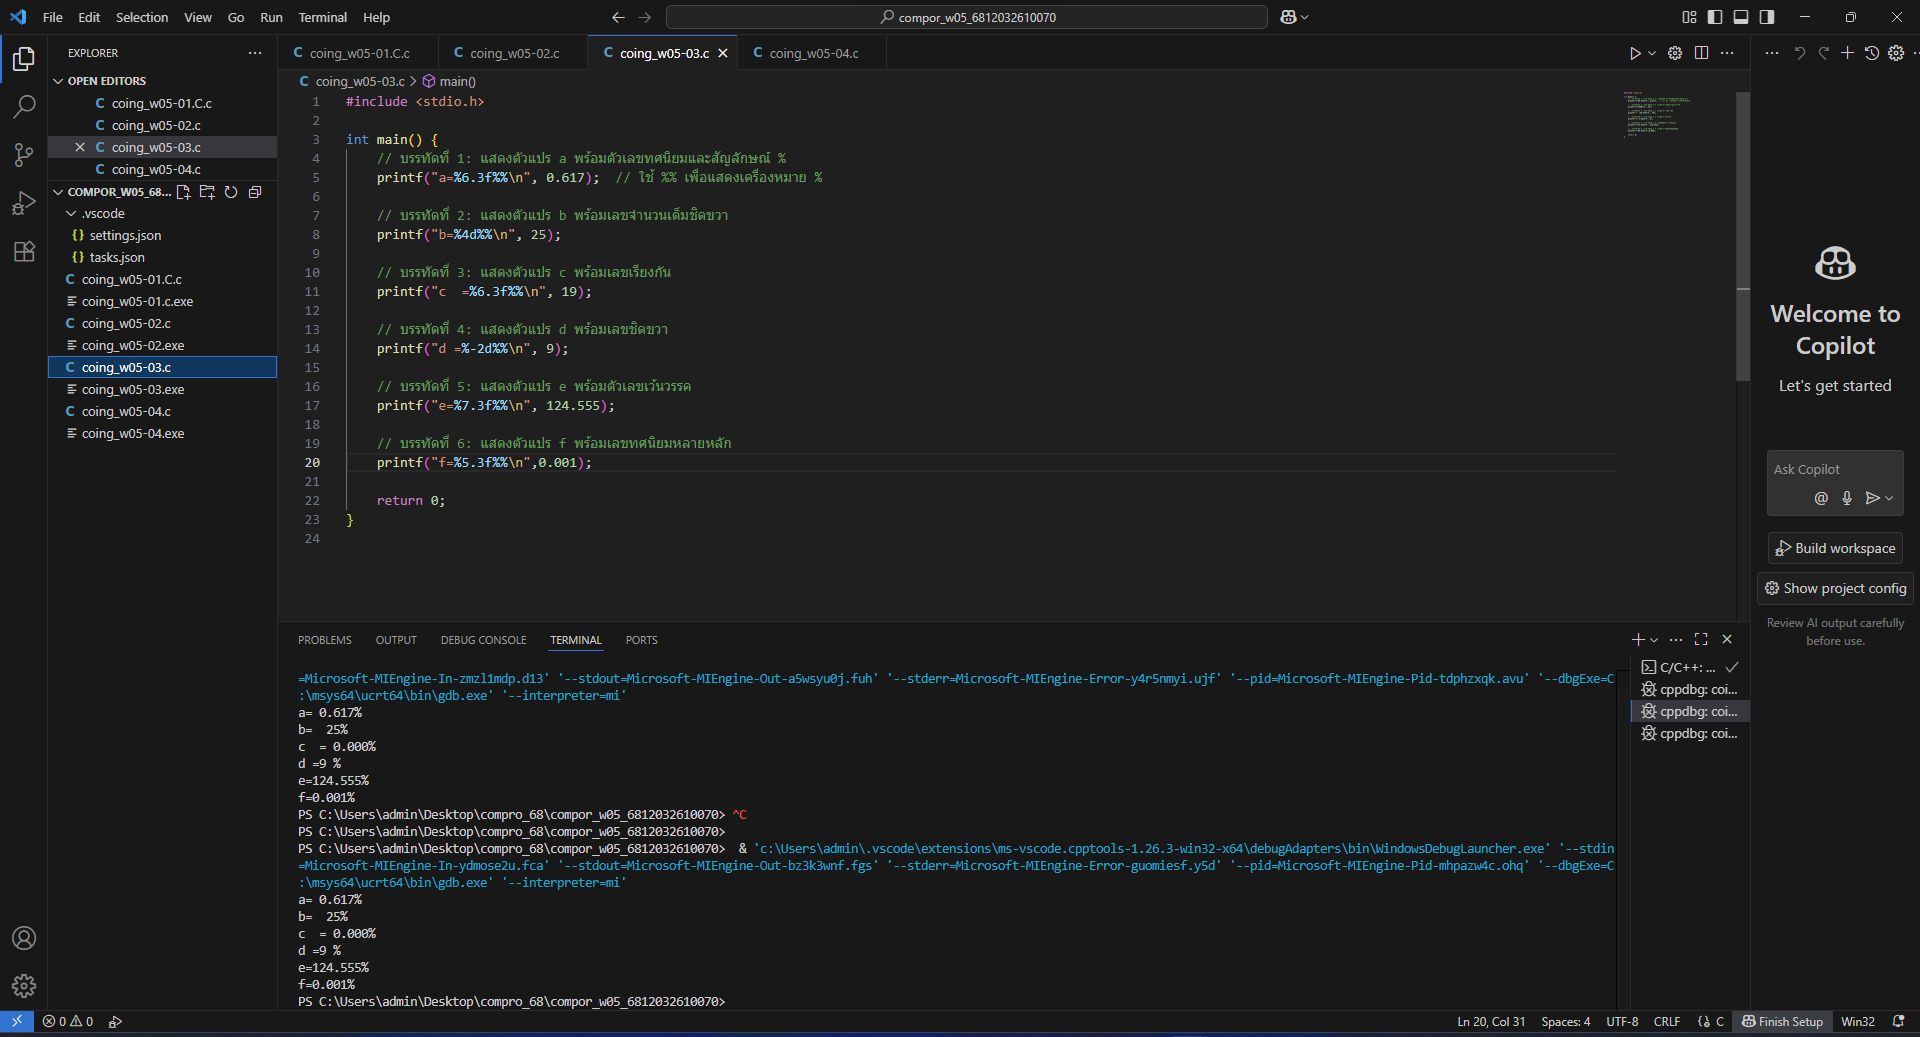 File Edit Selection View Go Run Terminal Help
compor_w05_6812032610070
EXPLORER
OPEN EDITORS
coing_w05-01.C.c
coing_w05-02.c
coing_w05-03.c
coing_w05-04.c
COMPOR_W05_68...
.vscode
{} settings.json
{} tasks.json
C coing_w05-01.C.c
coing_w05-01.c.exe
C coing_w05-02.c
coing_w05-02.exe
C coing_w05-03.c
coing_w05-03.exe
C coing_w05-04.c
coing_w05-04.exe
C coing_w05-01.C.c C coing_w05-02.c C coing_w05-03.c C coing_w05-04.c
C coing_w05-03.c > main()
1 #include <stdio.h>
2
3 int main() {
4 // บรรทัดที่ 1: แสดงตัวแปร a พร้อมตัวเลขทศนิยมและสัญลักษณ์ %
5 printf("a=%6.3f%%\n", 0.617); // ใช้ %% เพื่อแสดงเครื่องหมาย %
6
7 // บรรทัดที่ 2: แสดงตัวแปร b พร้อมเลขจำนวนเต็มชิดขวา
8 printf("b=%4d%%\n", 25);
9
10 // บรรทัดที่ 3: แสดงตัวแปร c พร้อมเลขเรียงกัน
11 printf("c  =%6.3f%%\n", 19);
12
13 // บรรทัดที่ 4: แสดงตัวแปร d พร้อมเลขชิดขวา
14 printf("d =%-2d%%\n", 9);
15
16 // บรรทัดที่ 5: แสดงตัวแปร e พร้อมตัวเลขเว้นวรรค
17 printf("e=%7.3f%%\n", 124.555);
18
19 // บรรทัดที่ 6: แสดงตัวแปร f พร้อมเลขทศนิยมหลายหลัก
20 printf("f=%5.3f%%\n",0.001);
21
22 return 0;
23 }
24
PROBLEMS OUTPUT DEBUG CONSOLE TERMINAL PORTS
=Microsoft-MIEngine-In-zmzl1mdp.d13' '--stdout=Microsoft-MIEngine-Out-a5wsyu0j.fuh' '--stderr=Microsoft-MIEngine-Error-y4r5nmyi.ujf' '--pid=Microsoft-MIEngine-Pid-tdphzxqk.avu' '--dbgExe=C
:\msys64\ucrt64\bin\gdb.exe' '--interpreter=mi'
a= 0.617%
b=  25%
c  = 0.000%
d =9 %
e=124.555%
f=0.001%
PS C:\Users\admin\Desktop\compro_68\compor_w05_6812032610070> ^C
PS C:\Users\admin\Desktop\compro_68\compor_w05_6812032610070>
PS C:\Users\admin\Desktop\compro_68\compor_w05_6812032610070>  & 'c:\Users\admin\.vscode\extensions\ms-vscode.cpptools-1.26.3-win32-x64\debugAdapters\bin\WindowsDebugLauncher.exe' '--stdin
=Microsoft-MIEngine-In-ydmose2u.fca' '--stdout=Microsoft-MIEngine-Out-bz3k3wnf.fgs' '--stderr=Microsoft-MIEngine-Error-guomiesf.y5d' '--pid=Microsoft-MIEngine-Pid-mhpazw4c.ohq' '--dbgExe=C
:\msys64\ucrt64\bin\gdb.exe' '--interpreter=mi'
a= 0.617%
b=  25%
c  = 0.000%
d =9 %
e=124.555%
f=0.001%
PS C:\Users\admin\Desktop\compro_68\compor_w05_6812032610070>
C/C++: ...
cppdbg: coi...
cppdbg: coi...
cppdbg: coi...
Welcome to
Copilot
Let's get started
Ask Copilot
@
Build workspace
Show project config
Review AI output carefully
before use.
0 0
Ln 20, Col 31 Spaces: 4 UTF-8 CRLF C Finish Setup Win32